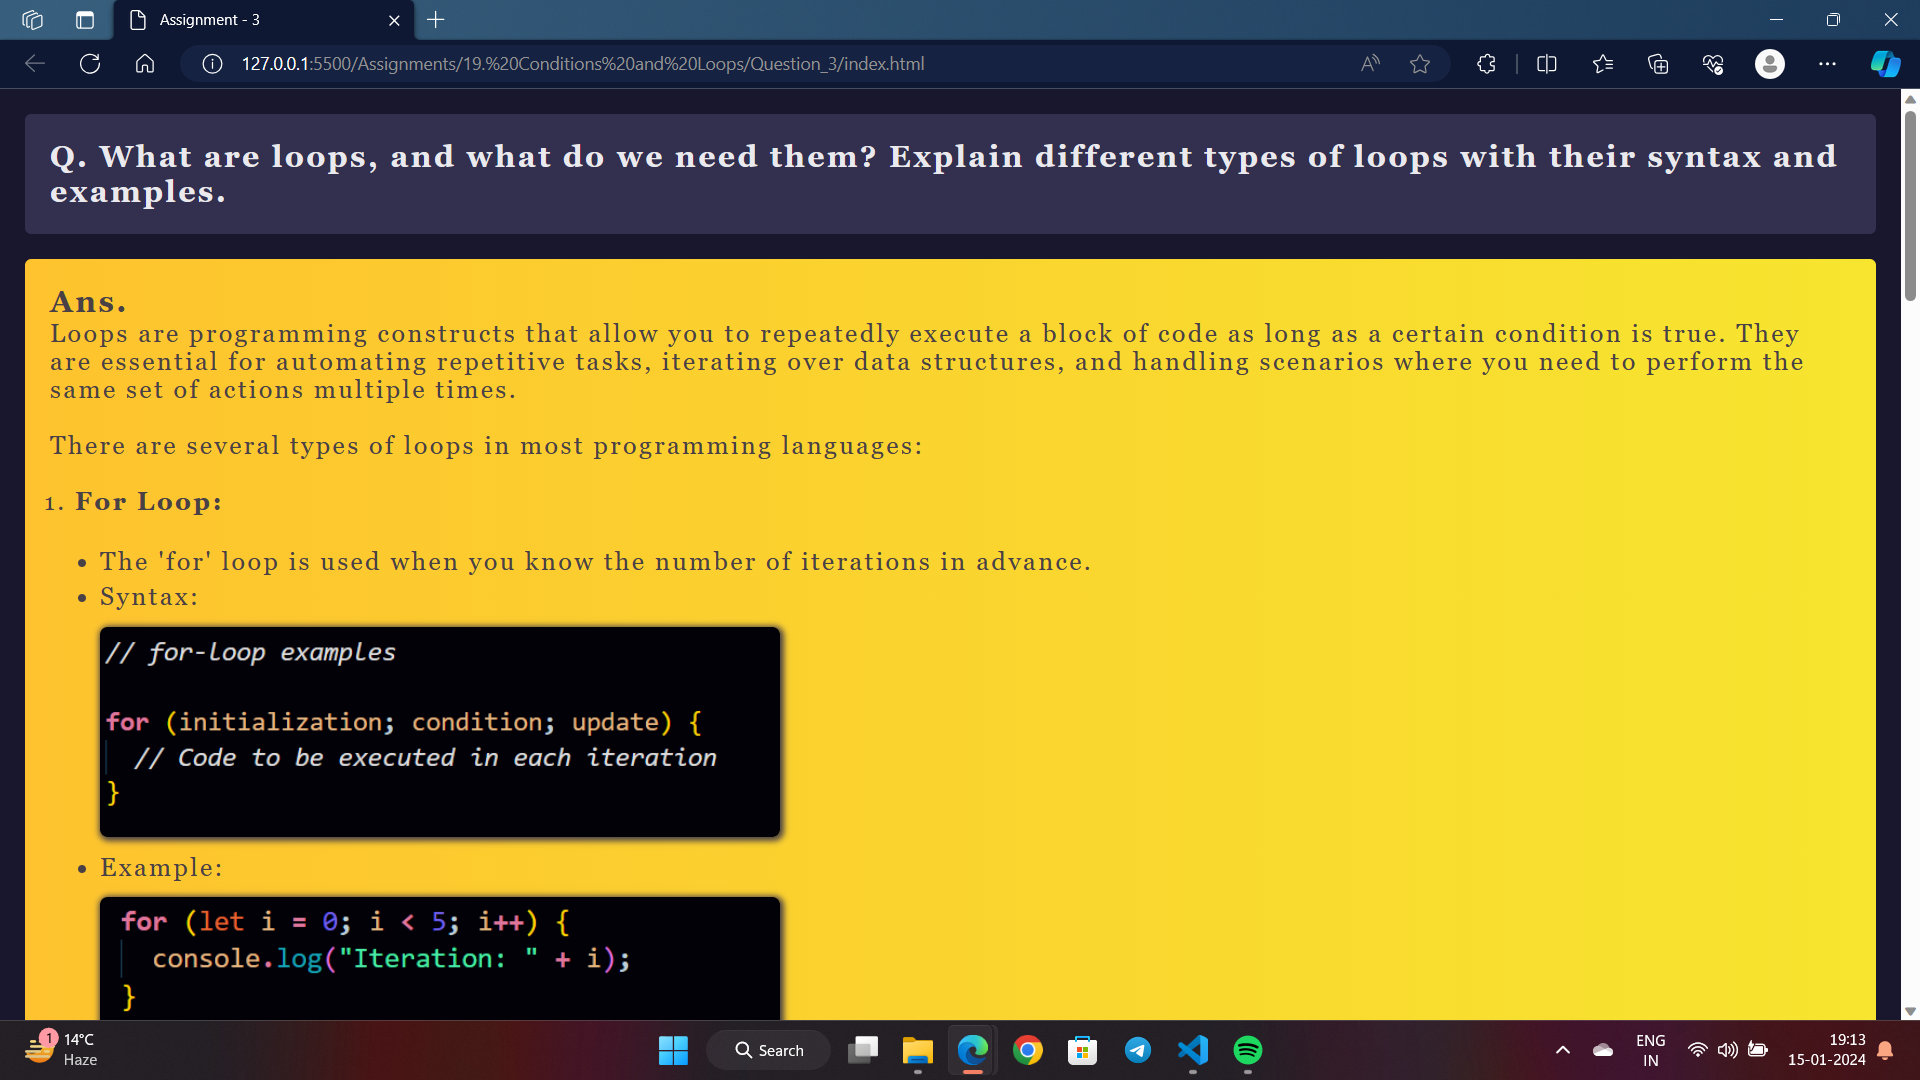 Assignment - 3
127.0.0.1:5500/Assignments/19.%20Conditions%20and%20Loops/Question_3/index.html
Q. What are loops, and what do we need them? Explain different types of loops with their syntax and
examples.
Ans.
Loops are programming constructs that allow you to repeatedly execute a block of code as long as a certain condition is true. They
are essential for automating repetitive tasks, iterating over data structures, and handling scenarios where you need to perform the
same set of actions multiple times.
There are several types of loops in most programming languages:
1. For Loop:
• The 'for' loop is used when you know the number of iterations in advance.
• Syntax:
// for-loop examples
for (initialization; condition; update) {
// Code to be executed in each iteration
}
• Example:
for (let i = 0; i < 5; i++) {
console.log("Iteration: " + i);
}
1
14°C
Haze
Search
ENG
IN
19:13
15-01-2024